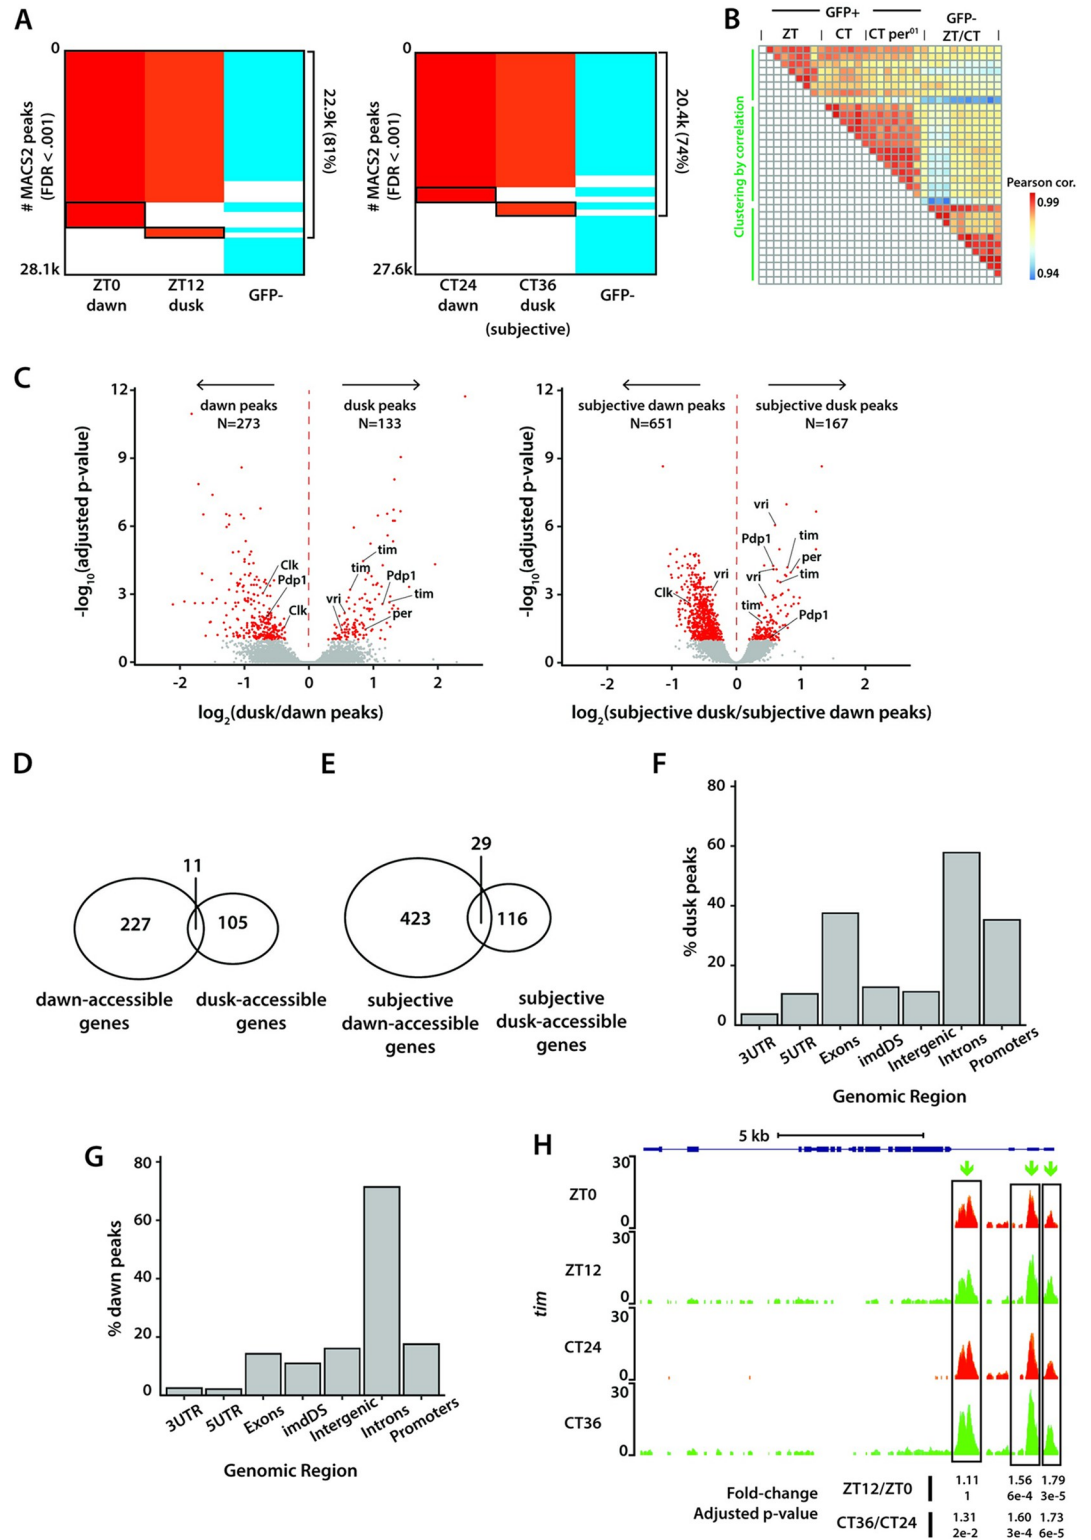 A
0
# MACS2 peaks
(FDR < .001)
28.1k
22.9k (81%)
ZT0
dawn
ZT12
dusk
GFP-
0
# MACS2 peaks
(FDR < .001)
27.6k
20.4k (74%)
CT24
dawn
CT36
dusk
GFP-
(subjective)
B
GFP+
GFP-
ZT
CT
CT per01
ZT/CT
Clustering by correlation
Pearson cor.
0.99
0.94
C
-log10(adjusted p-value)
12
9
6
3
0
dawn peaks
N=273
dusk peaks
N=133
Clk
Pdp1
Clk
tim
tim
Pdp1
vri
tim
per
-2
-1
0
1
2
log2(dusk/dawn peaks)
-log10(adjusted p-value)
12
9
6
3
0
subjective dawn peaks
N=651
subjective dusk peaks
N=167
vri
Pdp1
tim
per
vri
vri
tim
Clk
tim
Pdp1
-2
-1
0
1
2
log2(subjective dusk/subjective dawn peaks)
D
11
227
105
dawn-accessible
genes
dusk-accessible
genes
E
29
423
116
subjective
dawn-accessible
genes
subjective
dusk-accessible
genes
F
% dusk peaks
80
60
40
20
0
3UTR
5UTR
Exons
imdDS
Intergenic
Introns
Promoters
Genomic Region
G
% dawn peaks
80
60
40
20
0
3UTR
5UTR
Exons
imdDS
Intergenic
Introns
Promoters
Genomic Region
H
5 kb
tim
30
ZT0
0
30
ZT12
0
30
CT24
0
30
CT36
0
Fold-change
Adjusted p-value
ZT12/ZT0
1.11
1.56
1.79
1
6e-4
3e-5
CT36/CT24
1.31
1.60
1.73
2e-2
3e-4
6e-5